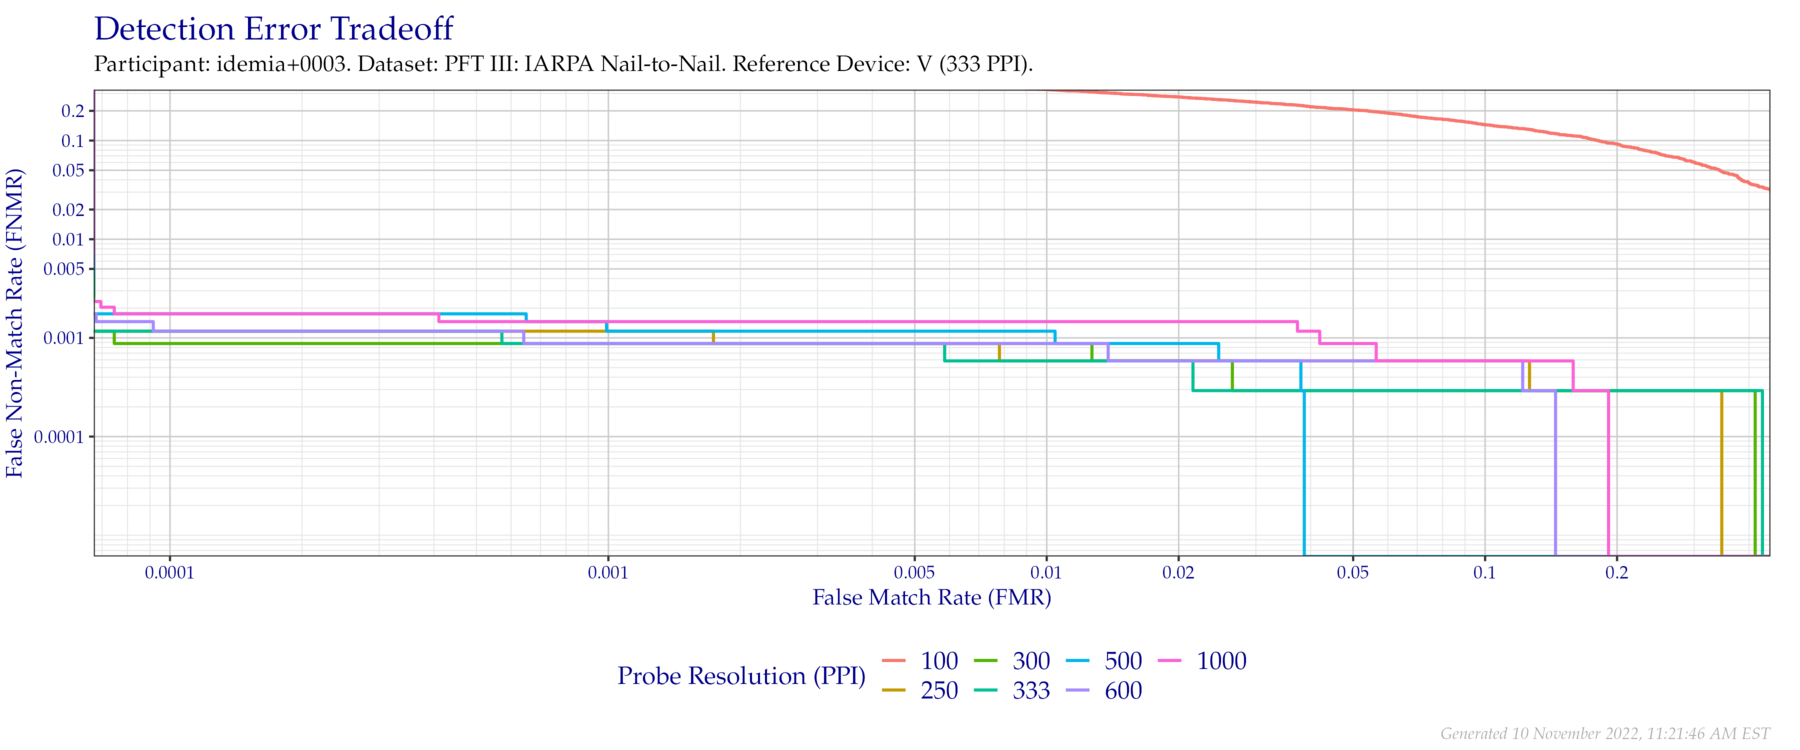 Detection Error Tradeoff
Participant: idemia+0003. Dataset: PFT III: IARPA Nail-to-Nail. Reference Device: V (333 PPI).
False Non-Match Rate (FNMR)
0.2
0.1
0.05
0.02
0.01
0.005
0.001
0.0001
0.0001 0.001 0.005 0.01 0.02 0.05 0.1 0.2
False Match Rate (FMR)
Probe Resolution (PPI)
100 300 500 1000
250 333 600
Generated 10 November 2022, 11:21:46 AM EST